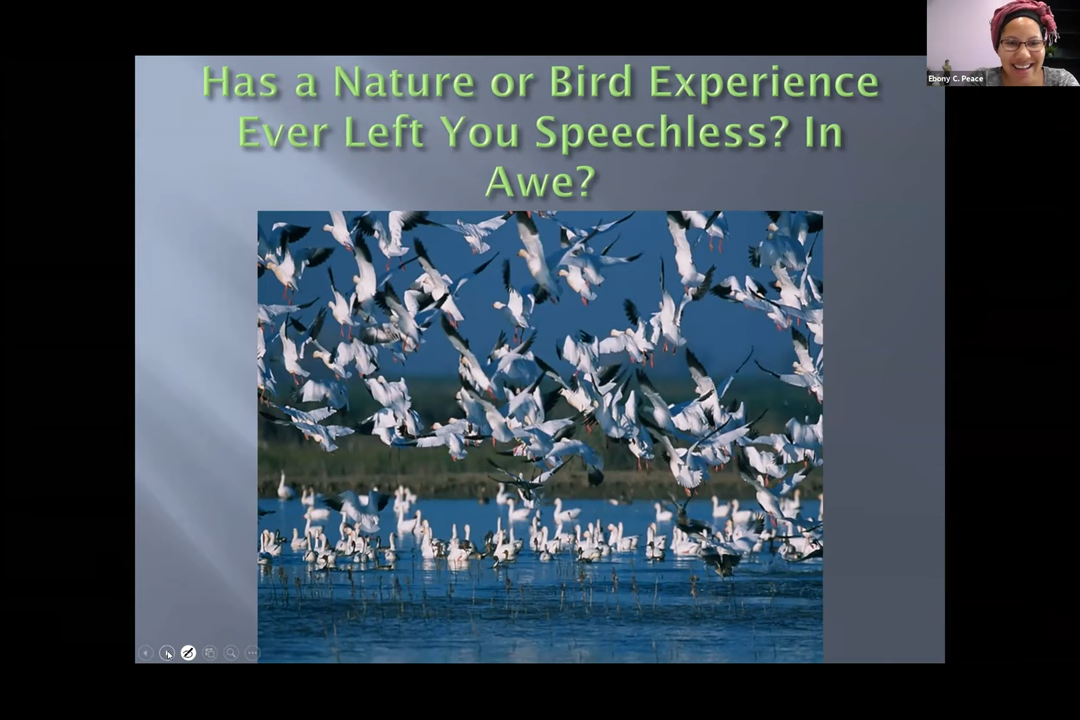 Has a Nature or Bird Experience
Ever Left You Speechless? In
Awe?
Ebony C. Peace